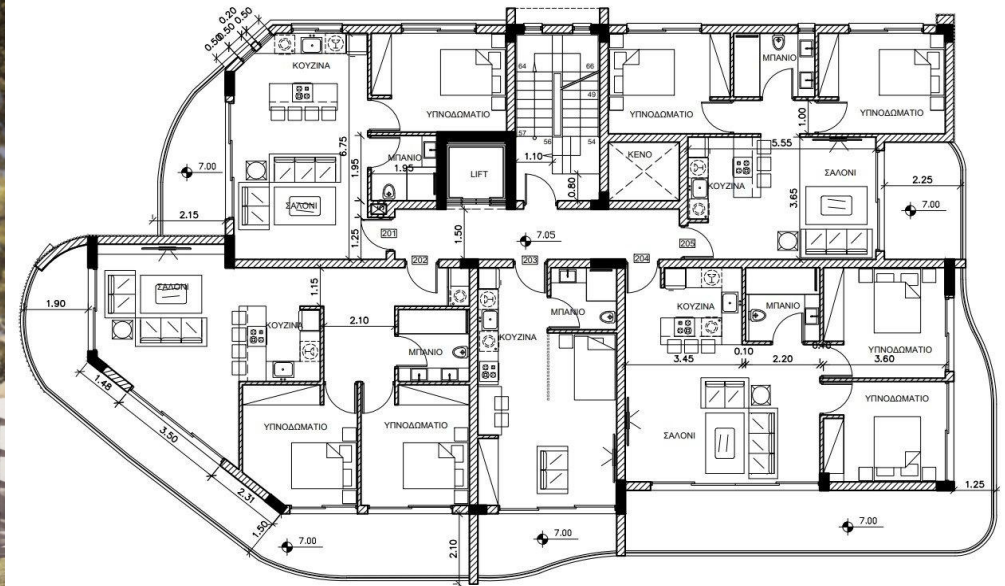 0.20
0.50
0.50
0.50
ΚΟΥΖΙΝΑ
ΥΠΝΟΔΩΜΑΤΙΟ
64
66
49
57
56
54
1.10
0.80
ΥΠΝΟΔΩΜΑΤΙΟ
ΜΠΑΝΙΟ
ΥΠΝΟΔΩΜΑΤΙΟ
1.00
6.75
ΜΠΑΝΙΟ
1.95
1.95
LIFT
ΚΕΝΟ
5.55
ΚΟΥΖΙΝΑ
ΣΑΛΟΝΙ
3.65
2.25
7.00
7.00
2.15
ΣΑΛΟΝΙ
1.25
201
202
1.50
7.05
203
204
205
1.90
ΣΑΛΟΝΙ
1.15
ΚΟΥΖΙΝΑ
2.10
ΜΠΑΝΙΟ
ΚΟΥΖΙΝΑ
ΜΠΑΝΙΟ
ΚΟΥΖΙΝΑ
ΜΠΑΝΙΟ
3.45
0.10
2.20
0.10
3.60
ΥΠΝΟΔΩΜΑΤΙΟ
1.48
3.50
2.31
1.50
ΥΠΝΟΔΩΜΑΤΙΟ
ΥΠΝΟΔΩΜΑΤΙΟ
ΣΑΛΟΝΙ
ΥΠΝΟΔΩΜΑΤΙΟ
1.25
7.00
2.10
7.00
7.00